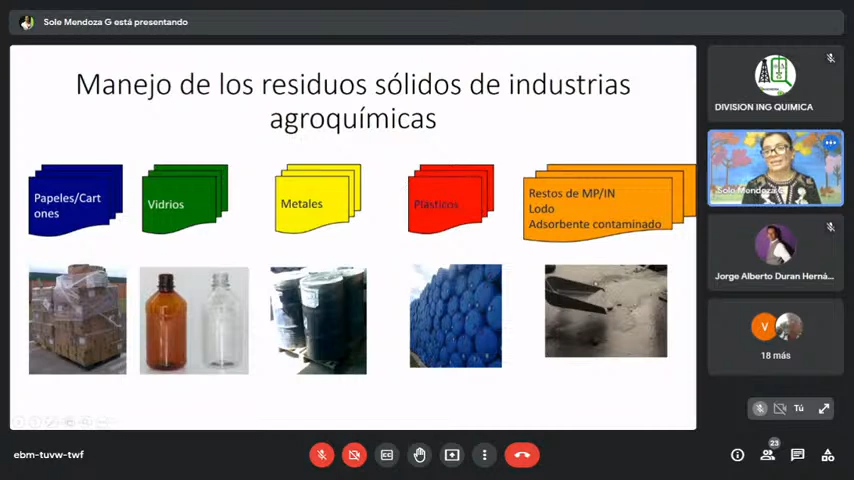 Sole Mendoza G está presentando
Manejo de los residuos sólidos de industrias
agroquímicas
Papeles/Cart
ones
Vidrios
Metales
Plásticos
Restos de MP/IN
Lodo
Adsorbente contaminado
DIVISION ING QUIMICA
Sole Mendoza G
Jorge Alberto Duran Herná...
V
18 más
Tú
ebm-tuvw-twf
23